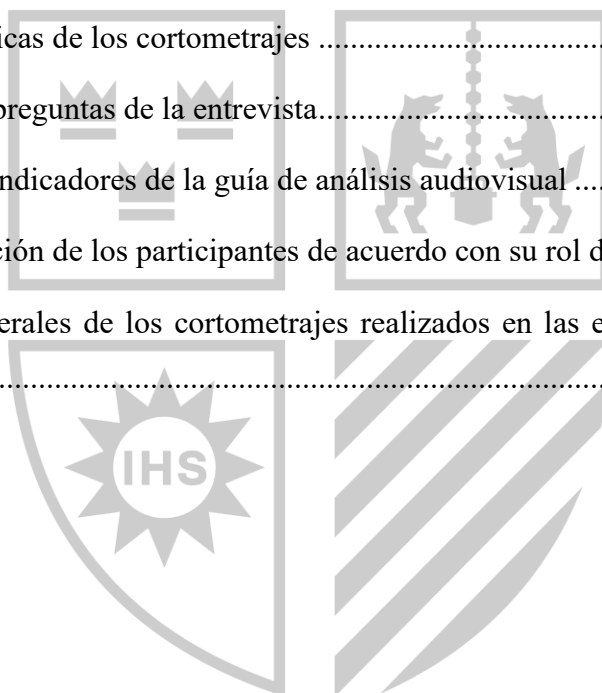 icas de los cortometrajes ....................................
preguntas de la entrevista....................................
ndicadores de la guía de análisis audiovisual ....
ción de los participantes de acuerdo con su rol d
erales de los cortometrajes realizados en las e
...........................................................................
IHS